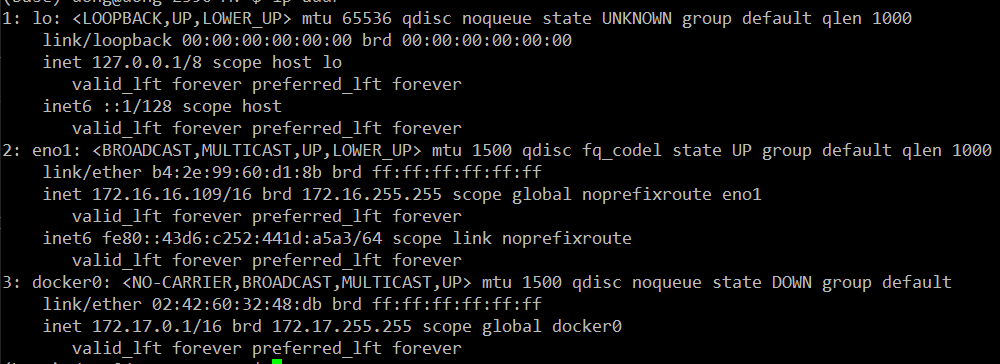 1: lo: <LOOPBACK,UP,LOWER_UP> mtu 65536 qdisc noqueue state UNKNOWN group default qlen 1000
link/loopback 00:00:00:00:00:00 brd 00:00:00:00:00:00
inet 127.0.0.1/8 scope host lo
valid_lft forever preferred_lft forever
inet6 ::1/128 scope host
valid_lft forever preferred_lft forever
2: eno1: <BROADCAST,MULTICAST,UP,LOWER_UP> mtu 1500 qdisc fq_codel state UP group default qlen 1000
link/ether b4:2e:99:60:d1:8b brd ff:ff:ff:ff:ff:ff
inet 172.16.16.109/16 brd 172.16.255.255 scope global noprefixroute eno1
valid_lft forever preferred_lft forever
inet6 fe80::43d6:c252:441d:a5a3/64 scope link noprefixroute
valid_lft forever preferred_lft forever
3: docker0: <NO-CARRIER,BROADCAST,MULTICAST,UP> mtu 1500 qdisc noqueue state DOWN group default
link/ether 02:42:60:32:48:db brd ff:ff:ff:ff:ff:ff
inet 172.17.0.1/16 brd 172.17.255.255 scope global docker0
valid_lft forever preferred_lft forever